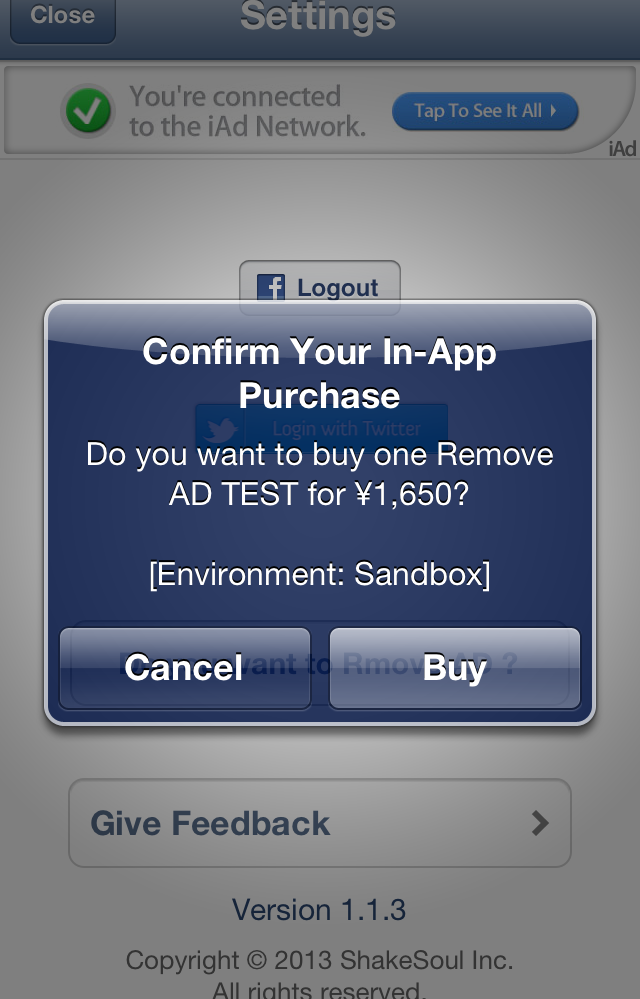 Close
Settings
You're connected
to the iAd Network.
Tap To See It All
iAd
Logout
Confirm Your In-App
Purchase
Login with Twitter
Do you want to buy one Remove
AD TEST for ¥1,650?
[Environment: Sandbox]
Cancel
Buy
want to Rmove AD ?
Give Feedback
Version 1.1.3
Copyright © 2013 ShakeSoul Inc.
All rights reserved.